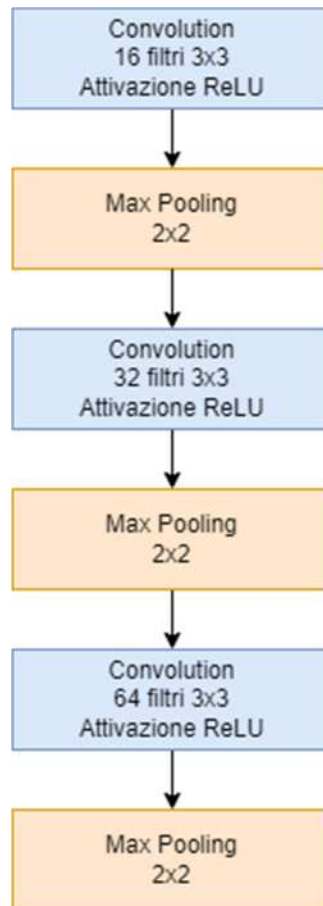 Convolution
16 filtri 3x3
Attivazione ReLU
Max Pooling
2x2
Convolution
32 filtri 3x3
Attivazione ReLU
Max Pooling
2x2
Convolution
64 filtri 3x3
Attivazione ReLU
Max Pooling
2x2